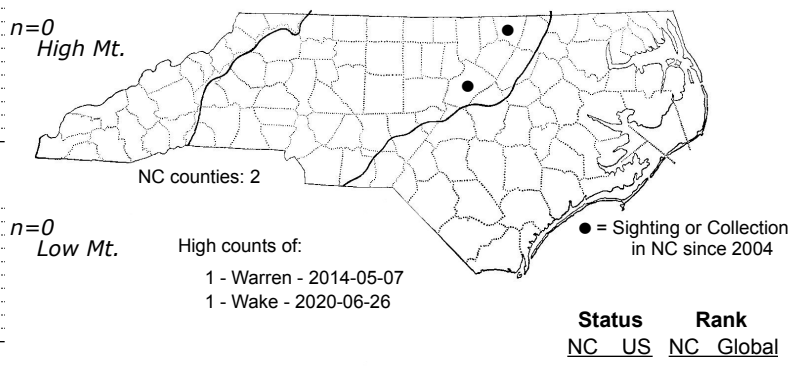 n=0
High Mt.
NC counties: 2
n=0
Low Mt.
High counts of:
1 - Warren - 2014-05-07
1 - Wake - 2020-06-26
● = Sighting or Collection
in NC since 2004
Status Rank
NC US NC Global